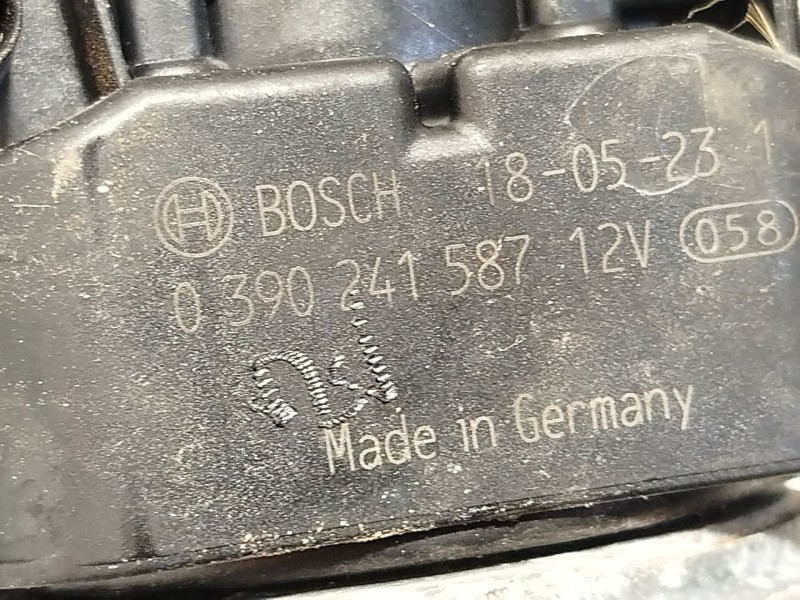 BOSCH 18-05-23 1
0 390 241 587 12V 058
Made in Germany